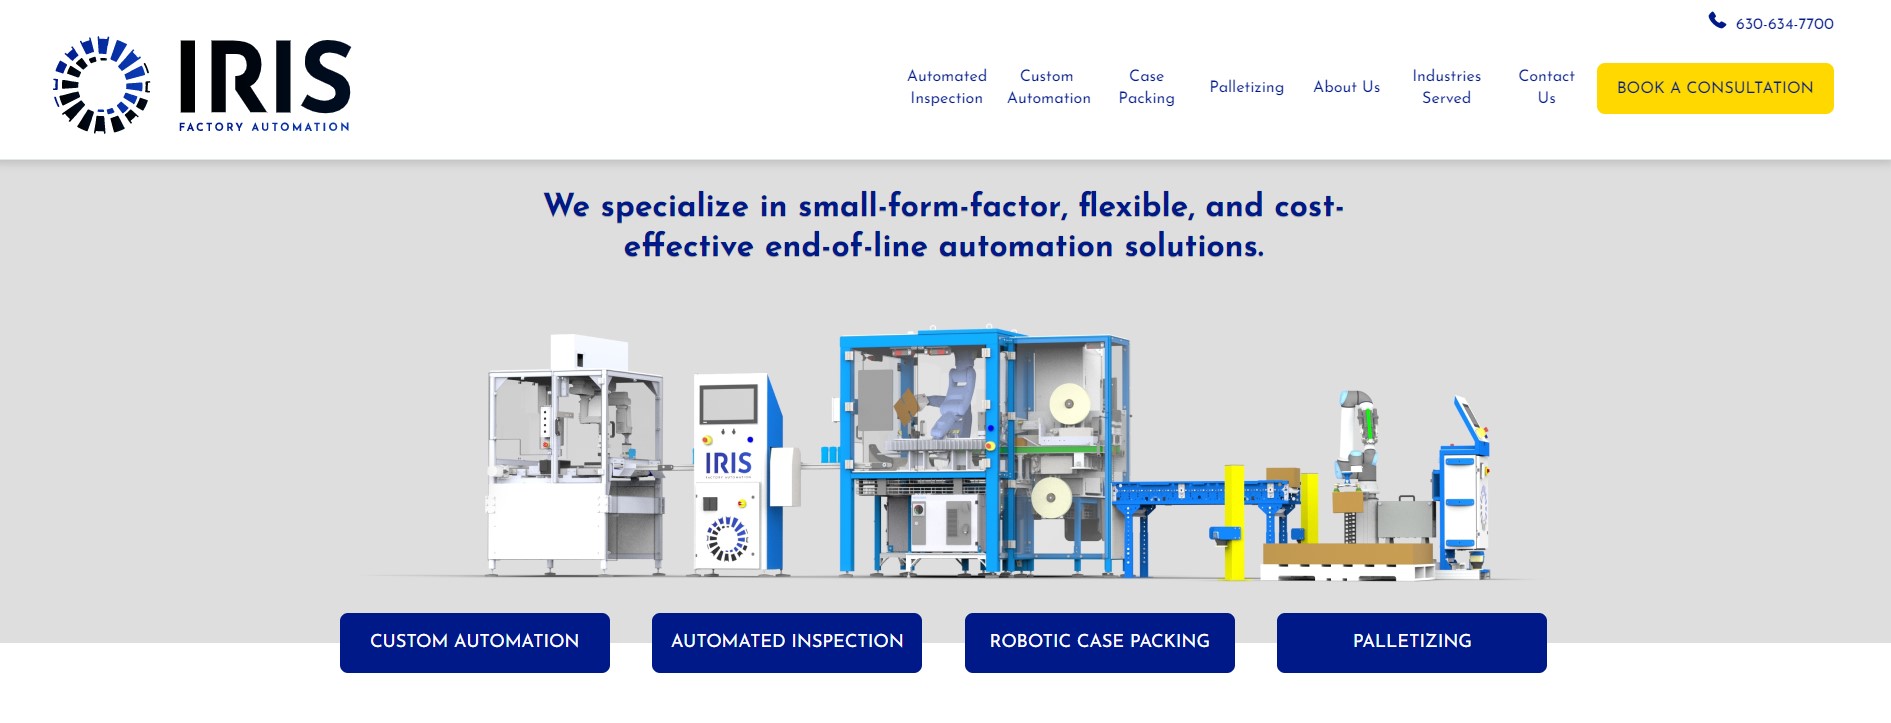 630-634-7700
IRIS
FACTORY AUTOMATION
Automated
Inspection
Custom
Automation
Case
Packing
Palletizing
About Us
Industries
Served
Contact
Us
BOOK A CONSULTATION
We specialize in small-form-factor, flexible, and cost-
effective end-of-line automation solutions.
IRIS
FACTORY AUTOMATION
CUSTOM AUTOMATION
AUTOMATED INSPECTION
ROBOTIC CASE PACKING
PALLETIZING